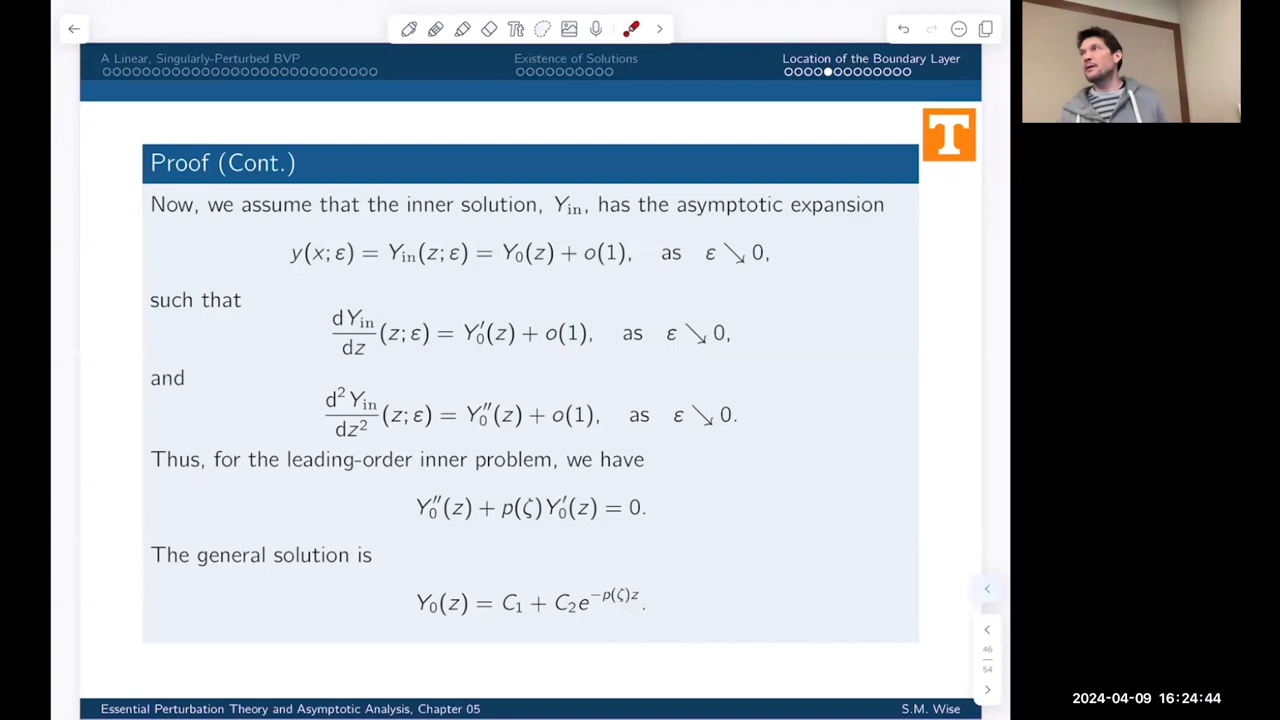 A Linear, Singularly-Perturbed BVP
Existence of Solutions
Location of the Boundary Layer
T
Proof (Cont.)
Now, we assume that the inner solution, Y_in, has the asymptotic expansion
y(x; ε) = Y_in(z; ε) = Y_0(z) + o(1), as ε ↘ 0,
such that
dY_in/dz (z; ε) = Y_0′(z) + o(1), as ε ↘ 0,
and
d²Y_in/dz² (z; ε) = Y_0″(z) + o(1), as ε ↘ 0.
Thus, for the leading-order inner problem, we have
Y_0″(z) + p(ζ)Y_0′(z) = 0.
The general solution is
Y_0(z) = C_1 + C_2e^{−p(ζ)z}.
46
54
Essential Perturbation Theory and Asymptotic Analysis, Chapter 05
S.M. Wise
2024-04-09 16:24:44